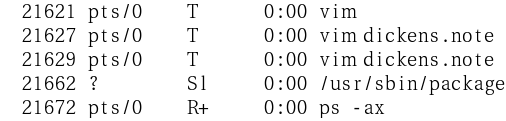 21621 pts/0 T 0:00 vim
21627 pts/0 T 0:00 vim dickens.note
21629 pts/0 T 0:00 vim dickens.note
21662 ? Sl 0:00 /usr/sbin/package
21672 pts/0 R+ 0:00 ps -ax